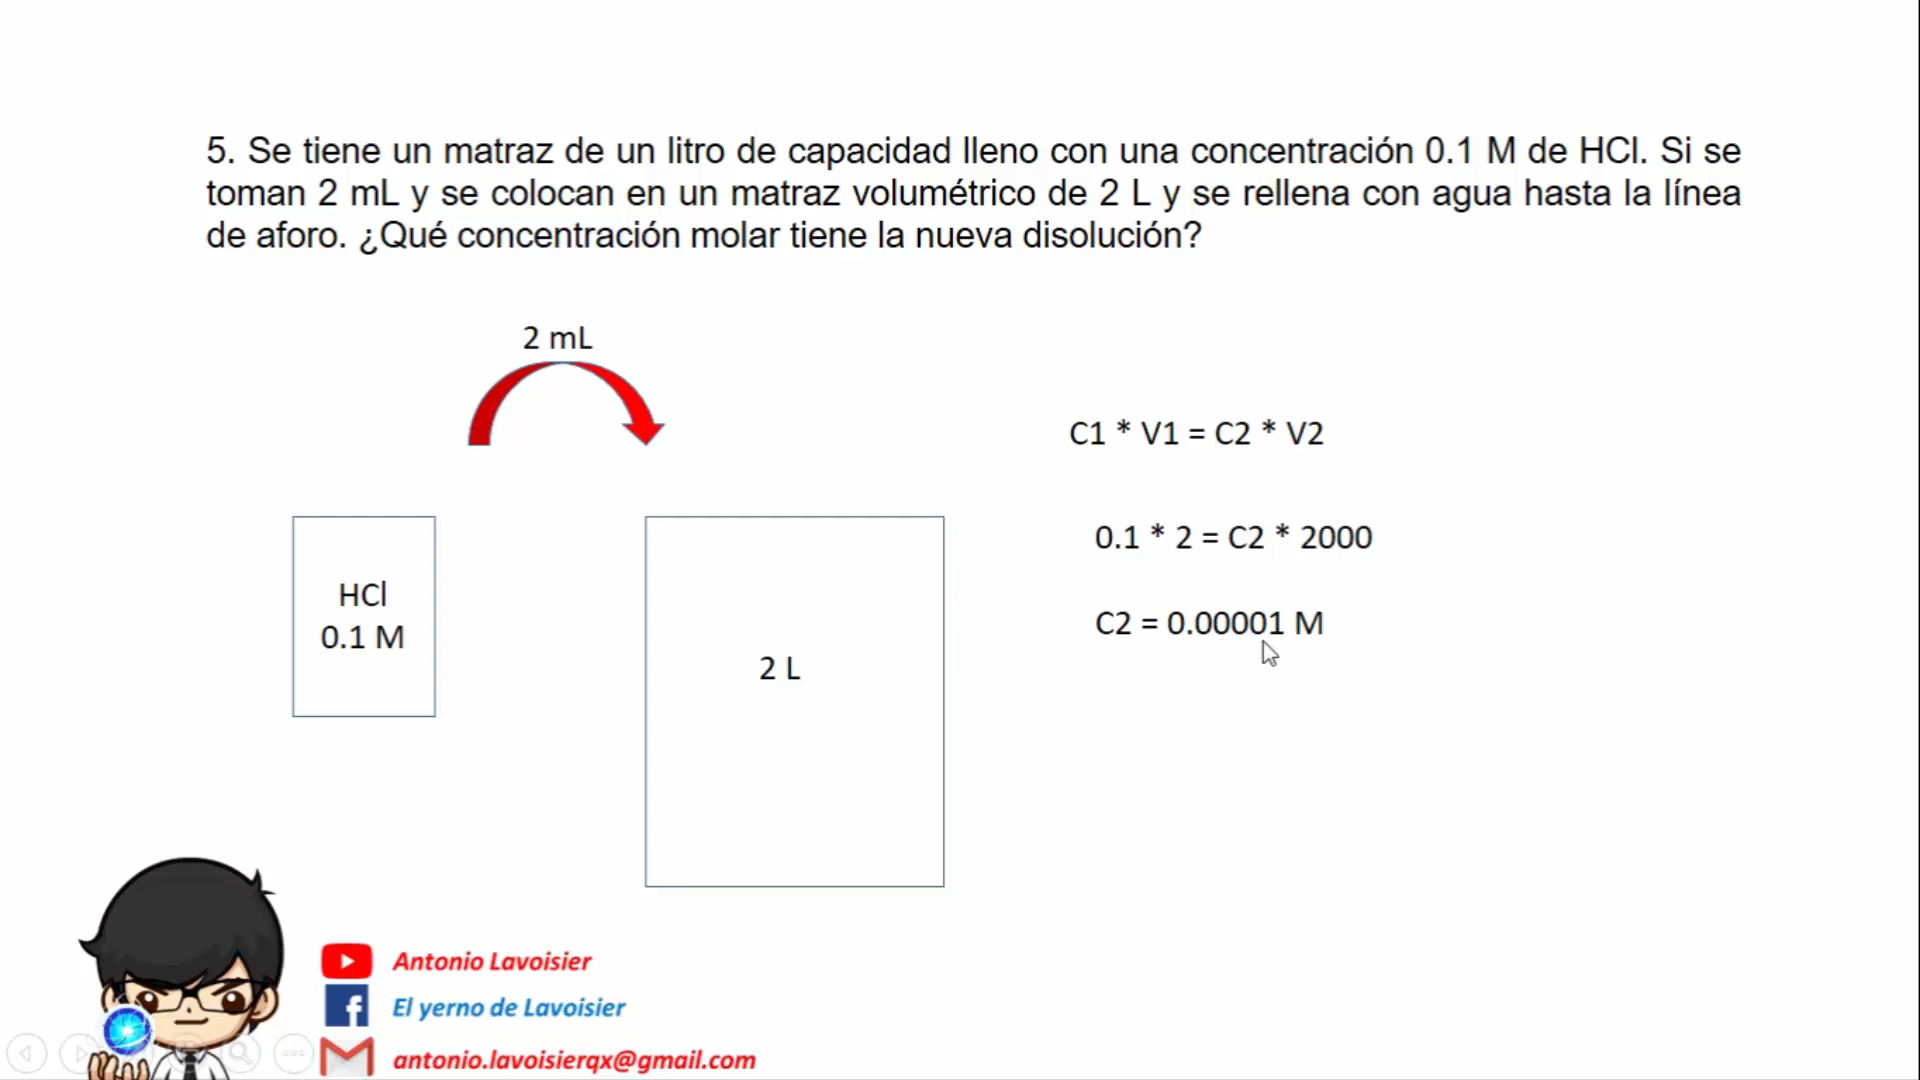 5. Se tiene un matraz de un litro de capacidad lleno con una concentración 0.1 M de HCl. Si se
toman 2 mL y se colocan en un matraz volumétrico de 2 L y se rellena con agua hasta la línea
de aforo. ¿Qué concentración molar tiene la nueva disolución?
2 mL
C1 * V1 = C2 * V2
0.1 * 2 = C2 * 2000
HCl
0.1 M
C2 = 0.00001 M
2 L
Antonio Lavoisier
El yerno de Lavoisier
antonio.lavoisierqx@gmail.com